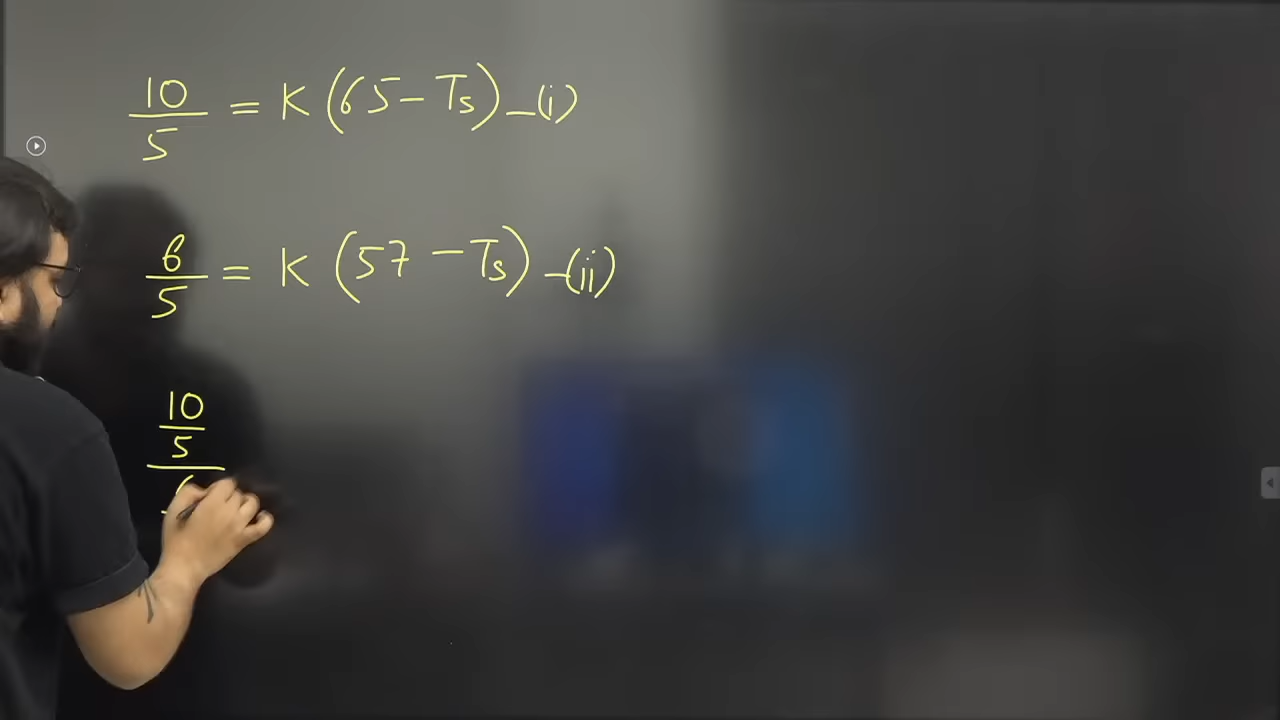 10/5 = K (65 - Ts) - (i)
6/5 = K (57 - Ts) - (ii)
10/5